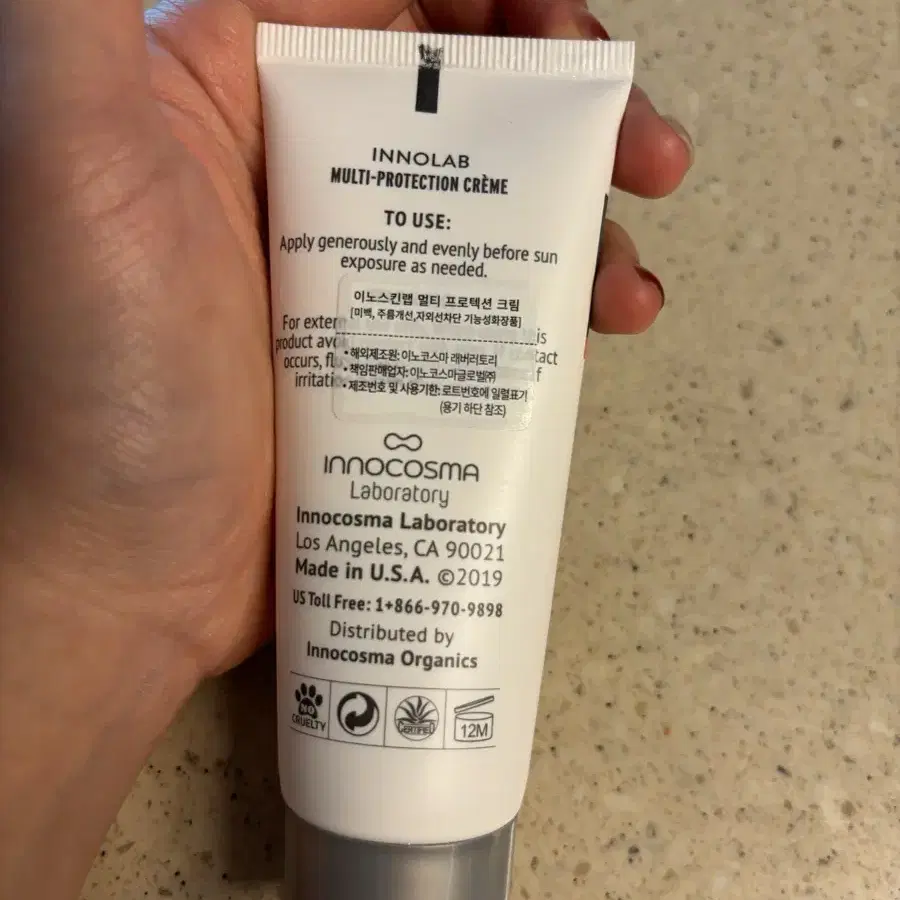 INNOLAB
MULTI-PROTECTION CRÈME
TO USE:
Apply generously and evenly before sun
exposure as needed.
이노스킨랩 멀티 프로텍션 크림
[미백, 주름개선,자외선차단 기능성화장품]
For
product
occurs,
• 해외제조원: 이노코스마 래버러토리
• 책임판매업자: 이노코스마글로벌㈜
• 제조번호 및 사용기한: 로트번호에 일렬표기
(용기 하단 참조)
INNOCOSMA
Laboratory
Innocosma Laboratory
Los Angeles, CA 90021
Made in U.S.A. ©2019
US Toll Free: 1+866-970-9898
Distributed by
Innocosma Organics
NO
CRUELTY
CERTIFIED
12M